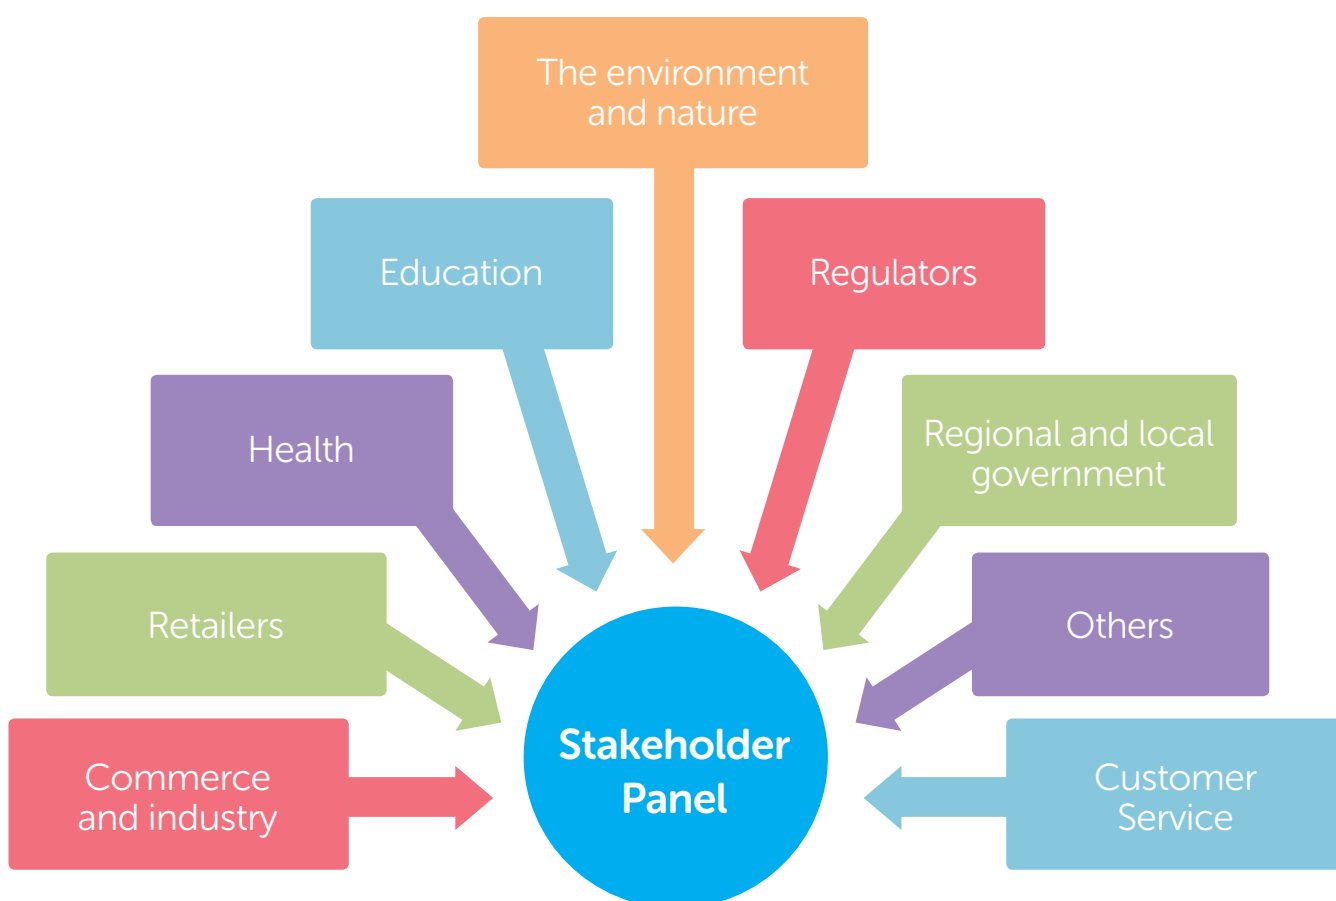 The environment
and nature
Education
Regulators
Health
Regional and local
government
Retailers
Others
Commerce
and industry
Stakeholder
Panel
Customer
Service